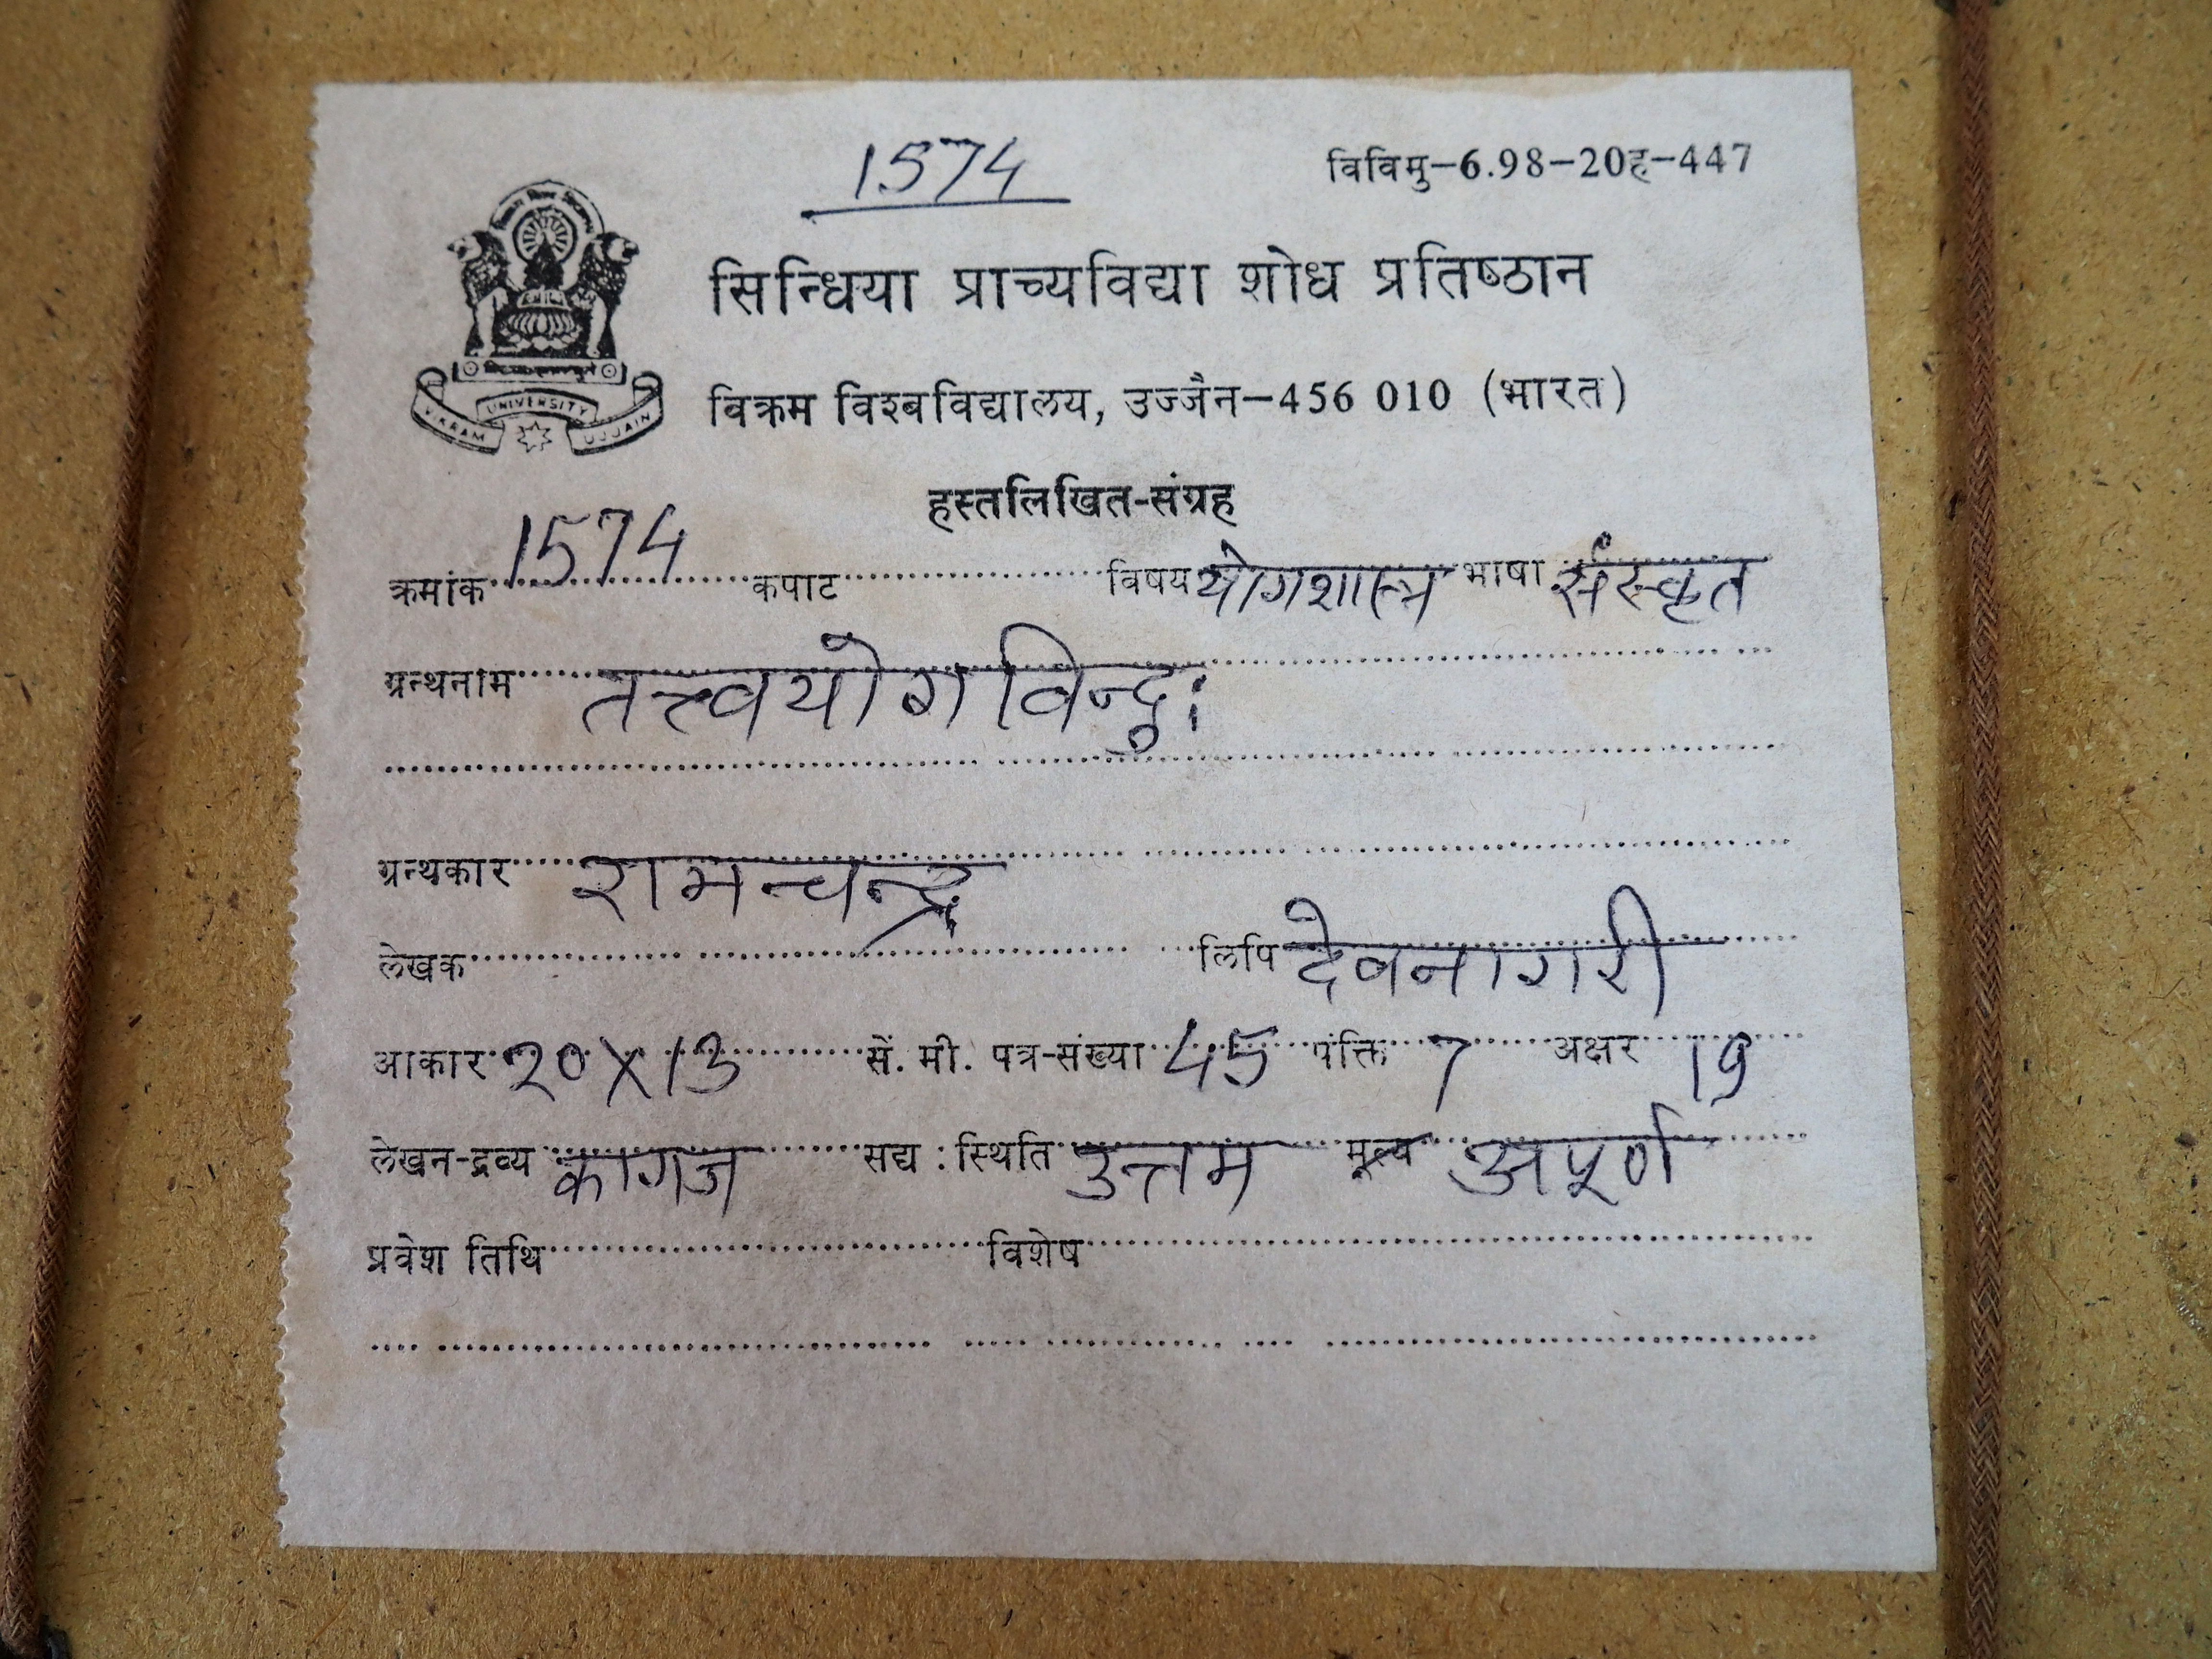 1574 विविमु-6.98-20ह-447
सिन्धिया प्राच्यविद्या शोध प्रतिष्ठान
विक्रम विश्वविद्यालय, उज्जैन-456 010 (भारत)
VIKRAM UNIVERSITY UJJAIN
हस्तलिखित-संग्रह
क्रमांक 1574 कपाट विषय योगशास्त्र भाषा संस्कृत
ग्रन्थनाम तत्त्वयोगविन्दुः
ग्रन्थकार रामचन्द्र
लेखक लिपि देवनागरी
आकार 20X13 सें. मी. पत्र-संख्या 45 पंक्ति 7 अक्षर 19
लेखन-द्रव्य कागज सद्य : स्थिति उत्तम मूल्य अपूर्ण
प्रवेश तिथि विशेष